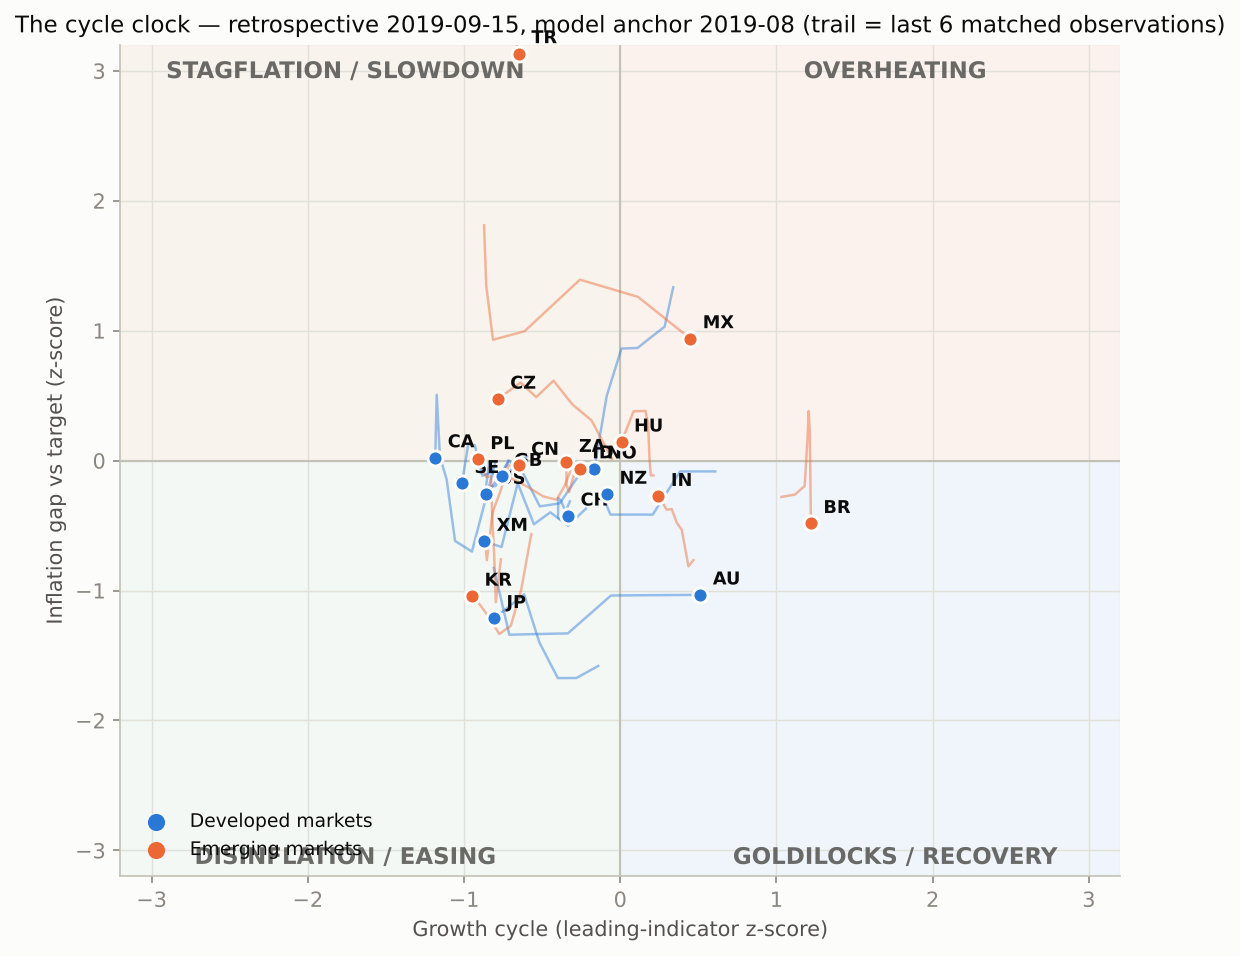 The cycle clock — retrospective 2019-09-15, model anchor 2019-08 (trail = last 6 matched observations)
TR
STAGFLATION / SLOWDOWN
OVERHEATING
MX
CZ
HU
CA
PL
CN
ZA
NO
GB
SE
NZ
IN
CH
BR
XM
KR
AU
JP
Developed markets
Emerging markets
DISINFLATION / EASING
GOLDILOCKS / RECOVERY
3
2
1
0
−1
−2
−3
−3
−2
−1
0
1
2
3
Inflation gap vs target (z-score)
Growth cycle (leading-indicator z-score)